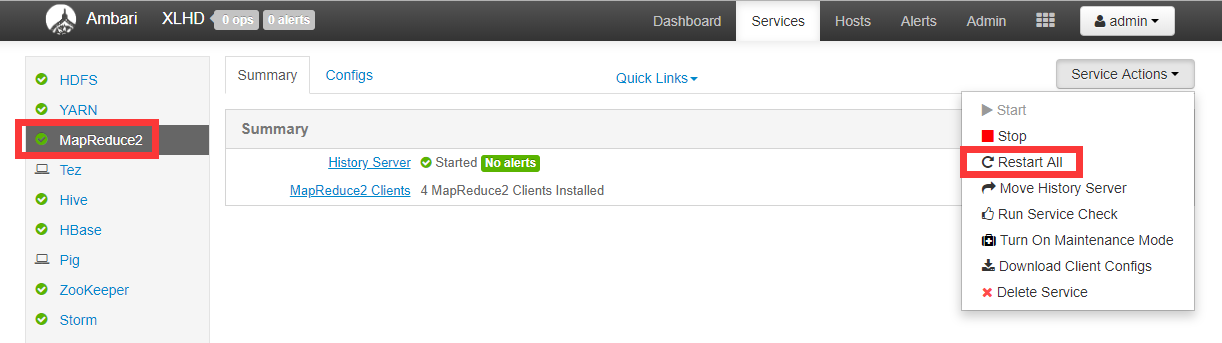 Ambari XLHD 0 ops 0 alerts Dashboard Services Hosts Alerts Admin admin
Summary Configs Quick Links Service Actions
HDFS
YARN
MapReduce2
Tez
Hive
HBase
Pig
ZooKeeper
Storm
Summary
History Server Started No alerts
MapReduce2 Clients 4 MapReduce2 Clients Installed
Start
Stop
Restart All
Move History Server
Run Service Check
Turn On Maintenance Mode
Download Client Configs
Delete Service